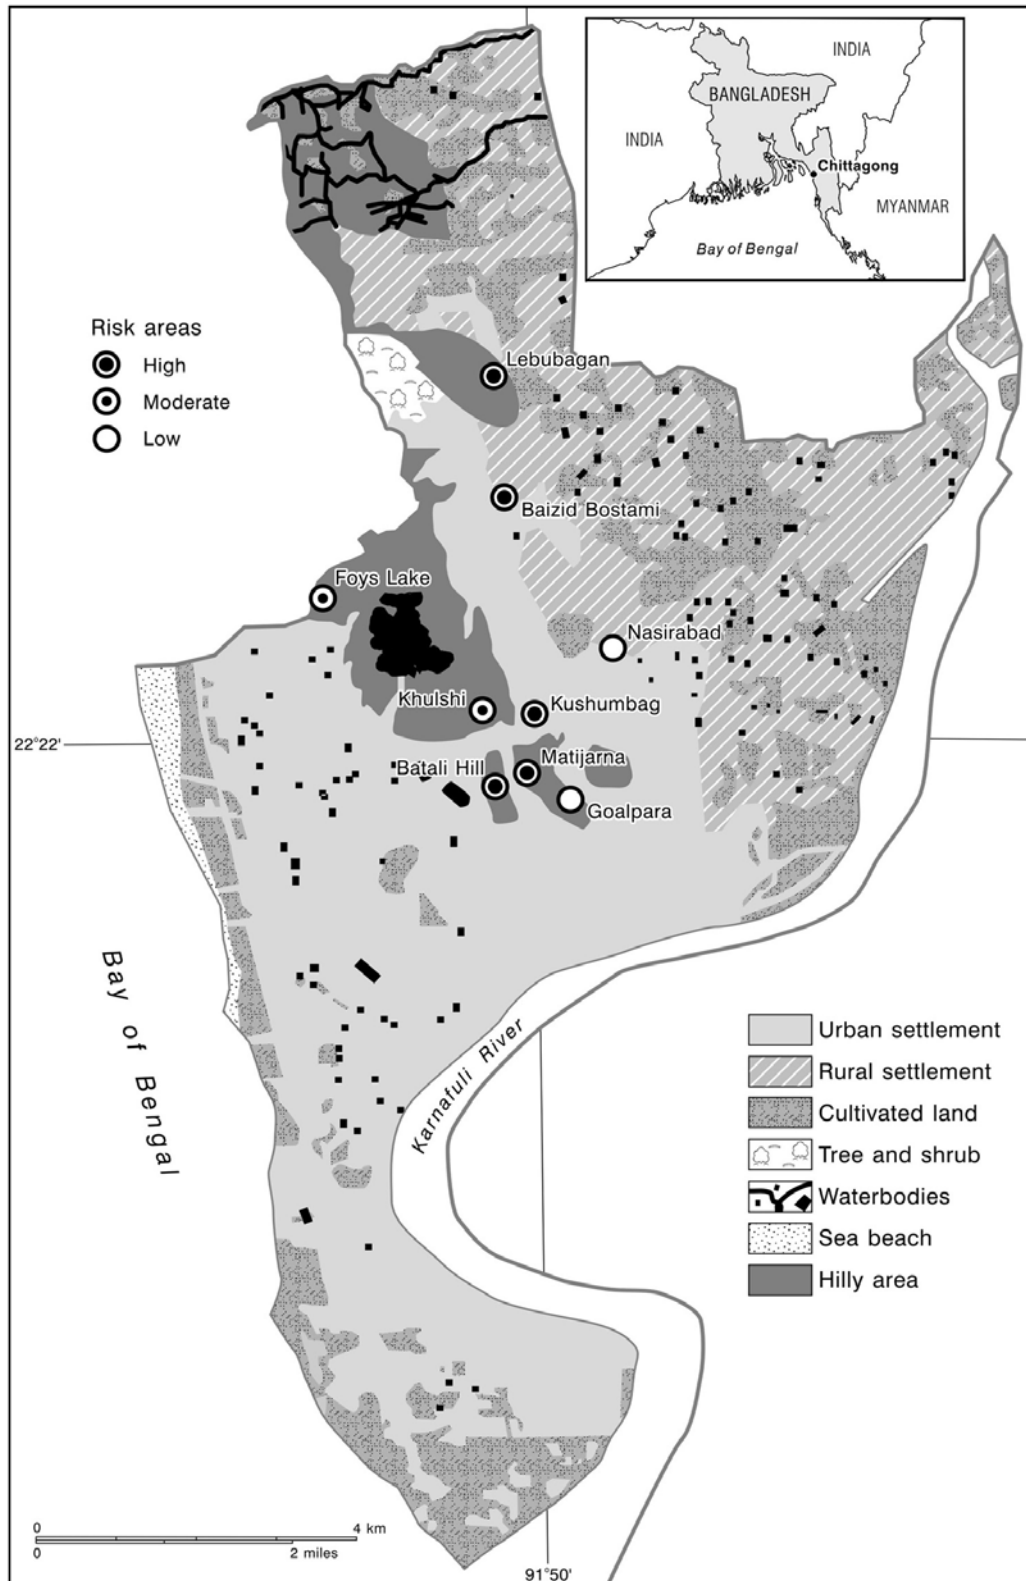 INDIA
BANGLADESH
INDIA
Chittagong
MYANMAR
Bay of Bengal
Risk areas
High
Moderate
Low
Lebubagan
Baizid Bostami
Foys Lake
Nasirabad
Khulshi
Kushumbag
22°22'
Batali Hill
Matijarna
Goalpara
Bay of Bengal
Karnafuli River
Urban settlement
Rural settlement
Cultivated land
Tree and shrub
Waterbodies
Sea beach
Hilly area
0 4 km
0 2 miles
91°50'